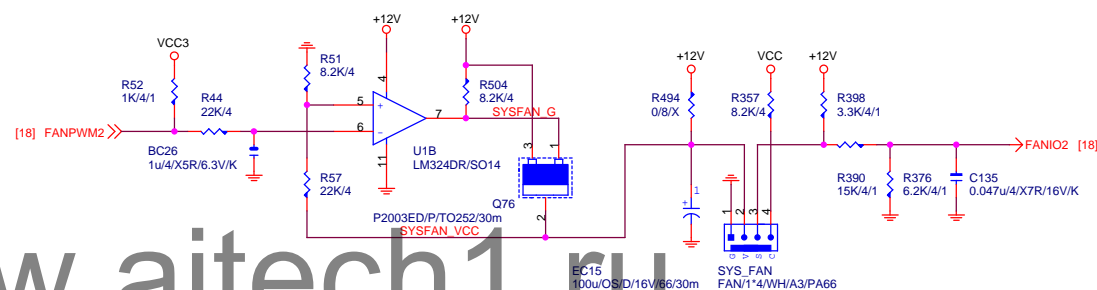 +12V
+12V
VCC3
R51
8.2K/4
+12V
VCC
+12V
R52
1K/4/1
4
R504
8.2K/4
R44
22K/4
R494
0/8/X
R357
8.2K/4
R398
3.3K/4/1
5
+
7
SYSFAN_G
[18] FANPWM2
6
-
FANIO2 [18]
BC26
1u/4/X5R/6.3V/K
11
U1B
LM324DR/SO14
3
1
R57
22K/4
R390
15K/4/1
R376
6.2K/4/1
C135
0.047u/4/X7R/16V/K
Q76
P2003ED/P/TO252/30m
2
SYSFAN_VCC
+
1
1
2
3
4
G
V
S
C
EC15
100u/OS/D/16V/66/30m
SYS_FAN
FAN/1*4/WH/A3/PA66
w.aitech1.ru